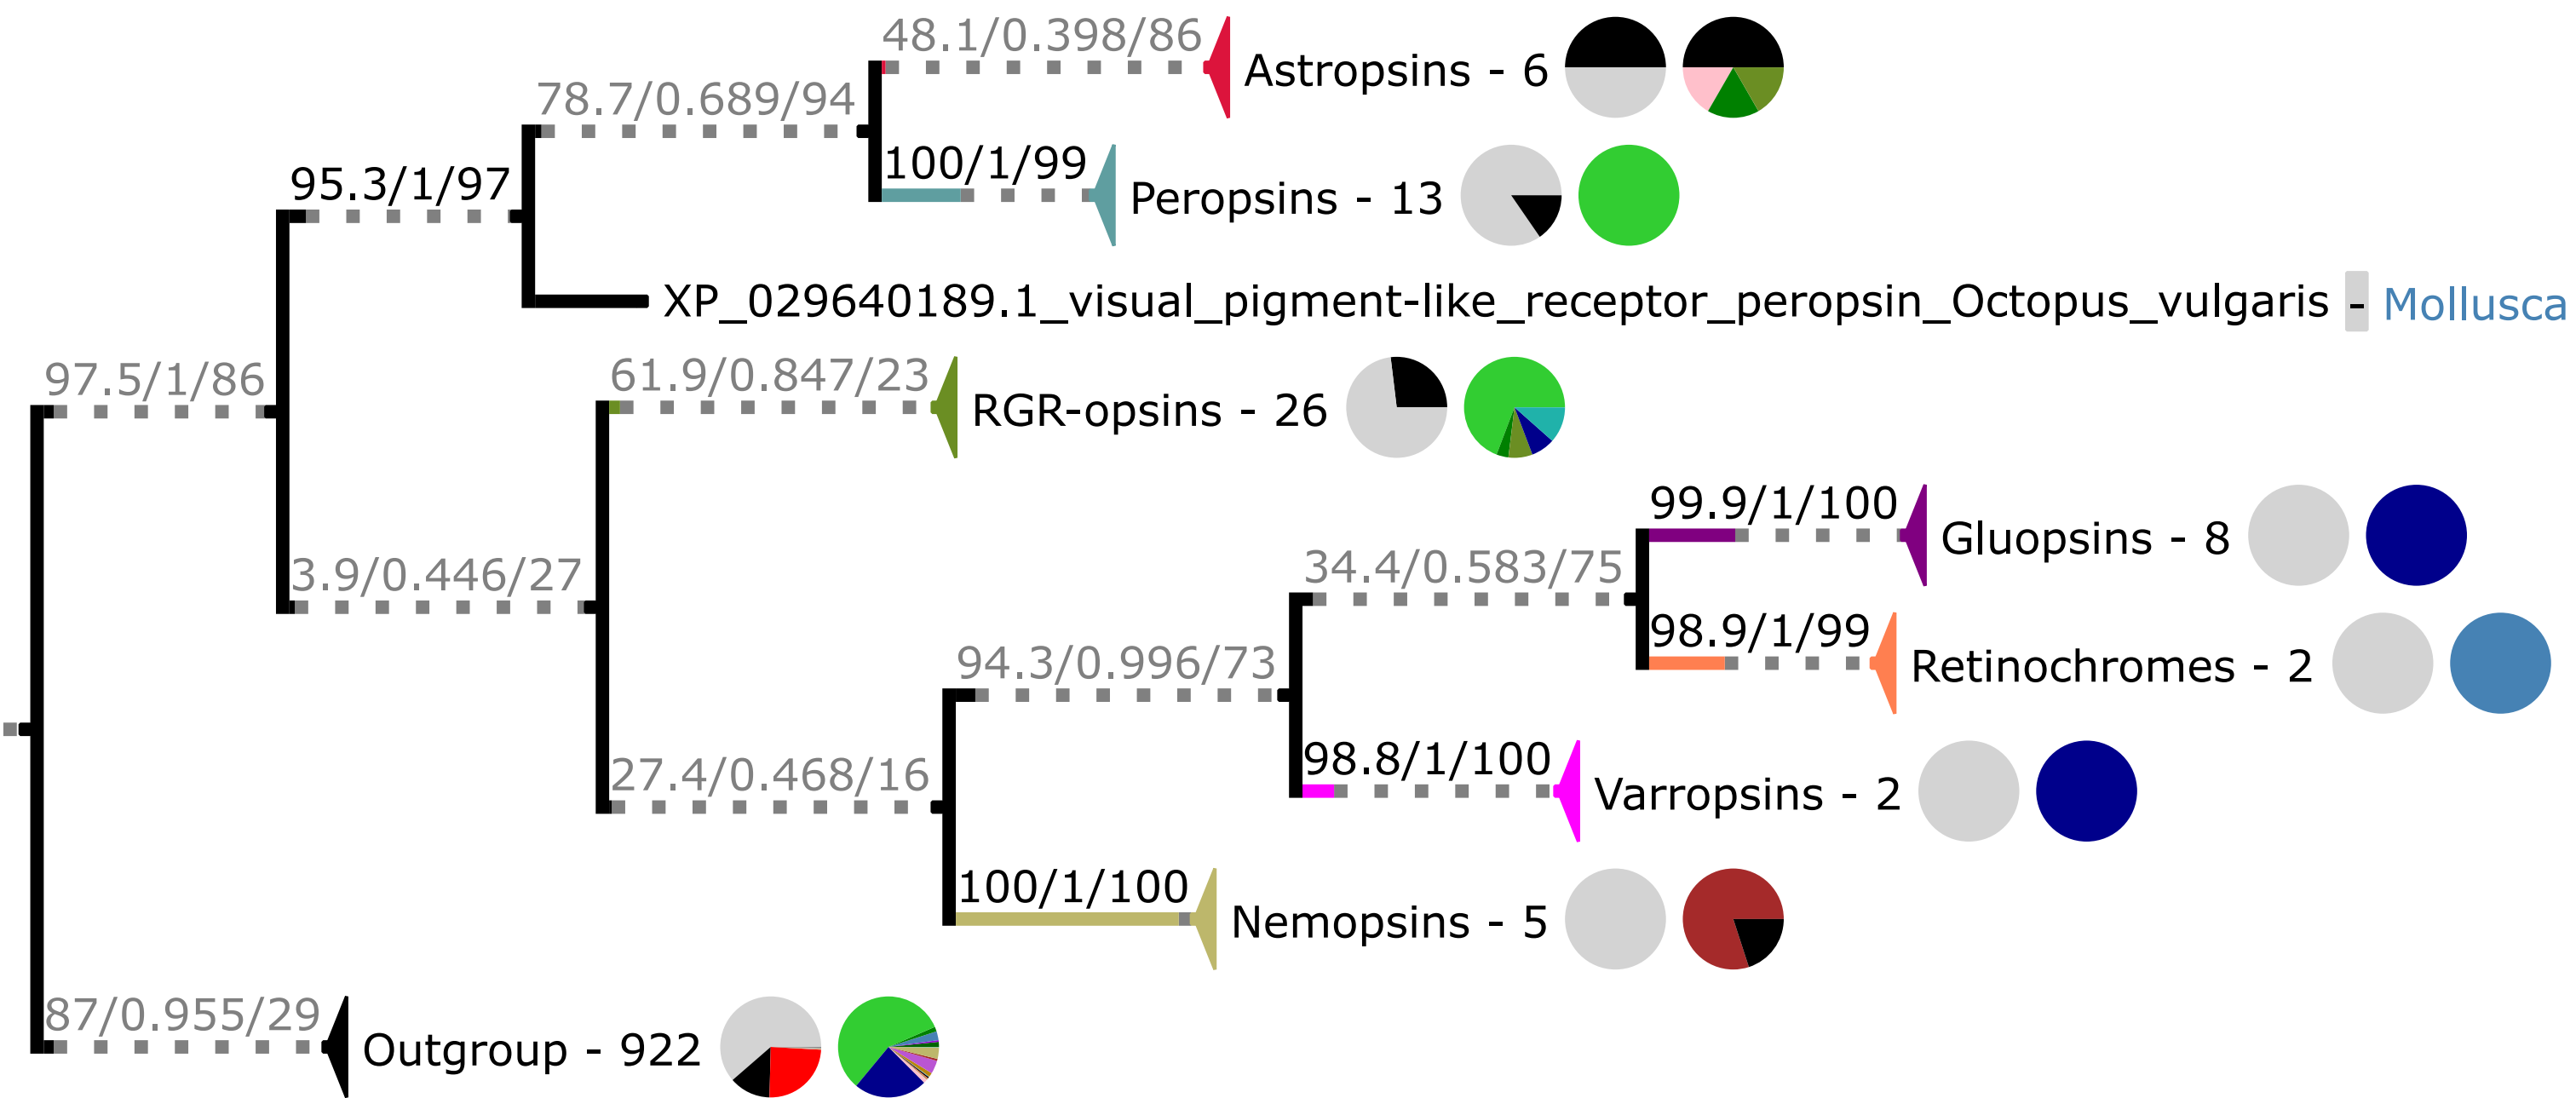 48.1/0.398/86
Astropsins - 6
78.7/0.689/94
100/1/99
Peropsins - 13
95.3/1/97
XP_029640189.1_visual_pigment-like_receptor_peropsin_Octopus_vulgaris - Mollusca
97.5/1/86
61.9/0.847/23
RGR-opsins - 26
99.9/1/100
Gluopsins - 8
3.9/0.446/27
34.4/0.583/75
98.9/1/99
Retinochromes - 2
94.3/0.996/73
27.4/0.468/16
98.8/1/100
Varropsins - 2
100/1/100
Nemopsins - 5
87/0.955/29
Outgroup - 922